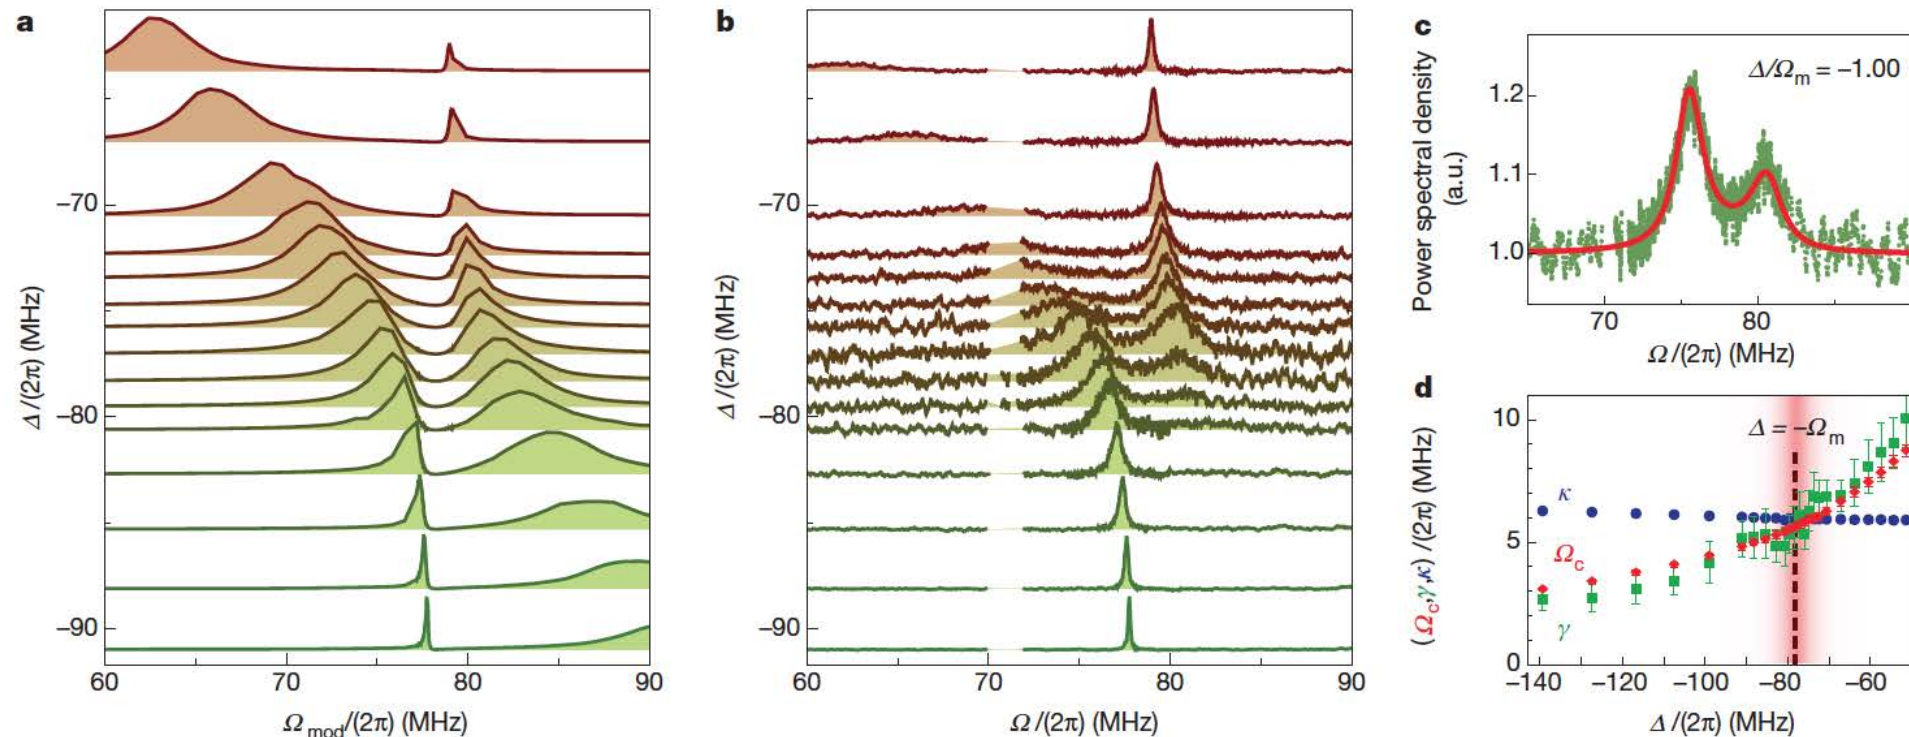 a
−70
−80
−90
Δ/(2π) (MHz)
60 70 80 90
Ω_mod/(2π) (MHz)
b
−70
−80
−90
Δ/(2π) (MHz)
60 70 80 90
Ω/(2π) (MHz)
c
Power spectral density
(a.u.)
Δ/Ω_m = −1.00
1.2
1.1
1.0
70 80
Ω/(2π) (MHz)
d
(Ω_c,γ,κ)/(2π) (MHz)
10
5
0
Δ = −Ω_m
κ
Ω_c
γ
−140 −120 −100 −80 −60
Δ/(2π) (MHz)